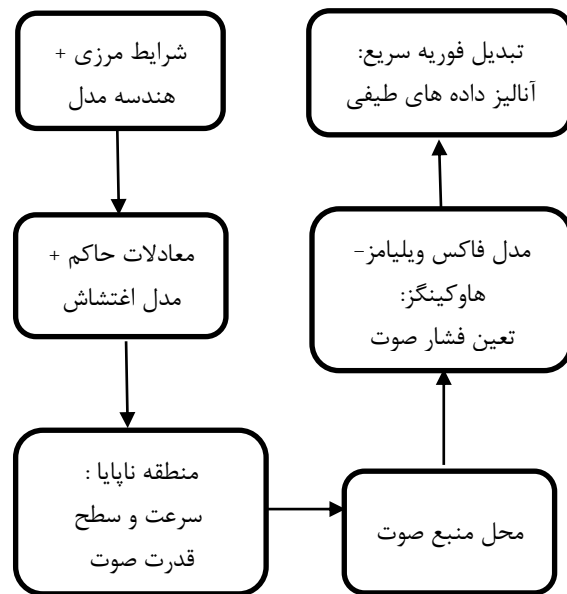 شرایط مرزی +
هندسه مدل
معادلات حاکم +
مدل اغتشاش
منطقه ناپایا :
سرعت و سطح
قدرت صوت
محل منبع صوت
مدل فاکس ویلیامز–
هاوکینگز:
تعین فشار صوت
تبدیل فوریه سریع:
آنالیز داده های طیفی